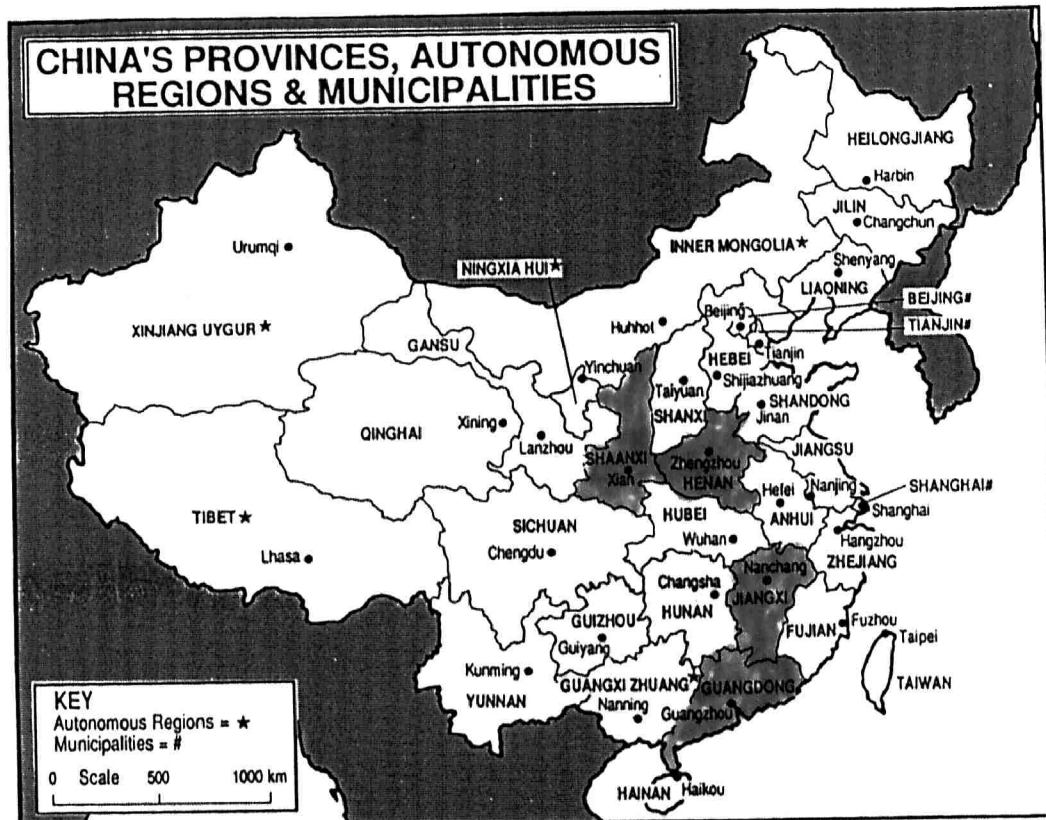 CHINA'S PROVINCES, AUTONOMOUS
REGIONS & MUNICIPALITIES
HEILONGJIANG
Harbin
JILIN
Changchun
Urumqi
INNER MONGOLIA★
NINGXIA HUI★
Shenyang
LIAONING
BEIJING#
Beijing
TIANJIN#
XINJIANG UYGUR ★
Huhhot
GANSU
Tianjin
HEBEI
Yinchuan
Shijiazhuang
Taiyuan
SHANDONG
Jinan
SHANXI
QINGHAI
Xining
Lanzhou
JIANGSU
SHAANXI
Xian
Zhengzhou
HENAN
Hefei
Nanjing
SHANGHAI#
Shanghai
TIBET ★
SICHUAN
HUBEI
ANHUI
Wuhan
Hangzhou
Lhasa
Chengdu
ZHEJIANG
Nanchang
Changsha
JIANGXI
HUNAN
GUIZHOU
Guiyang
FUJIAN
Fuzhou
Taipei
Kunming
GUANGXI ZHUANG★
GUANGDONG
TAIWAN
YUNNAN
Nanning
Guangzhou
HAINAN
Haikou
KEY
Autonomous Regions = ★
Municipalities = #
0 Scale 500 1000 km